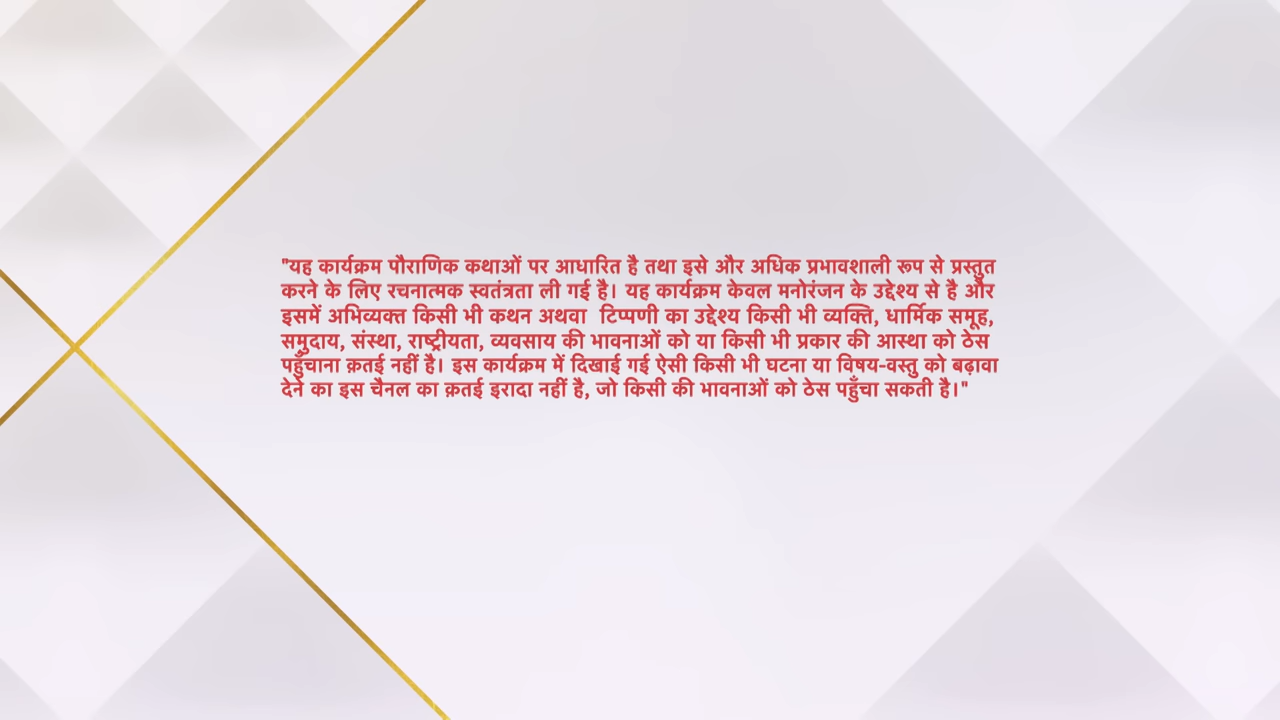 "यह कार्यक्रम पौराणिक कथाओं पर आधारित है तथा इसे और अधिक प्रभावशाली रूप से प्रस्तुत
करने के लिए रचनात्मक स्वतंत्रता ली गई है। यह कार्यक्रम केवल मनोरंजन के उद्देश्य से है और
इसमें अभिव्यक्त किसी भी कथन अथवा  टिप्पणी का उद्देश्य किसी भी व्यक्ति, धार्मिक समूह,
समुदाय, संस्था, राष्ट्रीयता, व्यवसाय की भावनाओं को या किसी भी प्रकार की आस्था को ठेस
पहुँचाना क़तई नहीं है। इस कार्यक्रम में दिखाई गई ऐसी किसी भी घटना या विषय-वस्तु को बढ़ावा
देने का इस चैनल का क़तई इरादा नहीं है, जो किसी की भावनाओं को ठेस पहुँचा सकती है।"